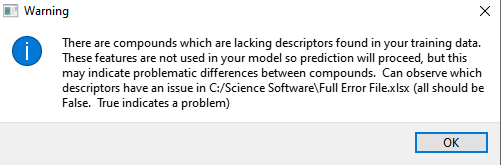 Warning
There are compounds which are lacking descriptors found in your training data.
These features are not used in your model so prediction will proceed, but this
may indicate problematic differences between compounds.  Can observe which
descriptors have an issue in C:/Science Software\Full Error File.xlsx (all should be
False.  True indicates a problem)
OK